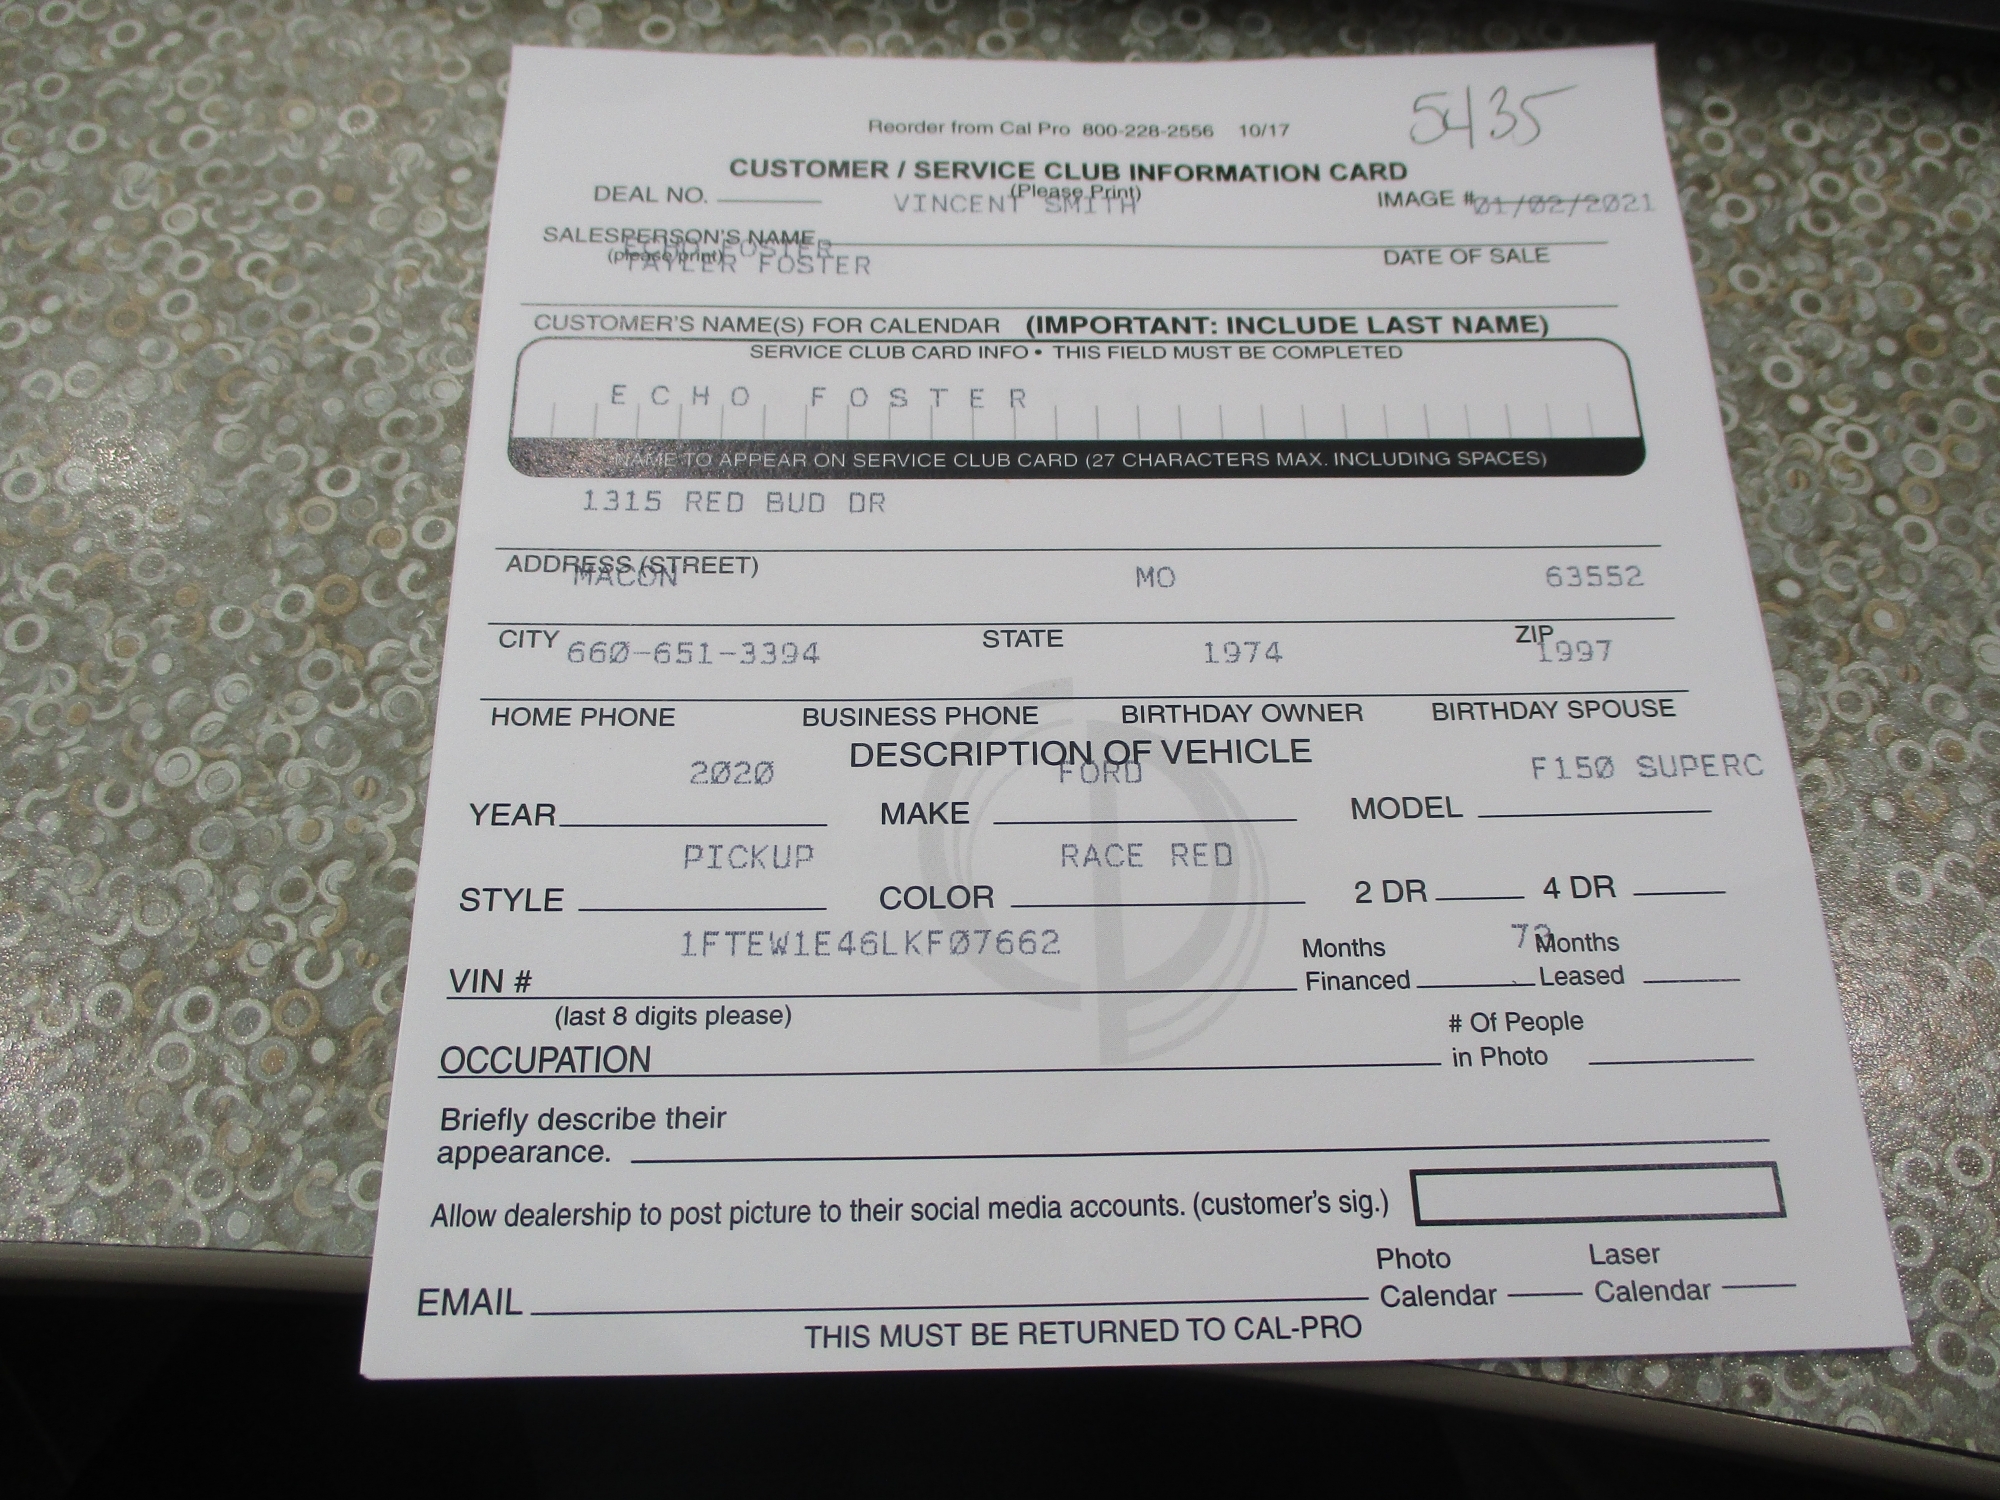 5435
Reorder from Cal Pro 800-228-2556 10/17
CUSTOMER / SERVICE CLUB INFORMATION CARD
(Please Print)
DEAL NO. VINCENT SMITH IMAGE # 01/02/2021
SALESPERSON'S NAME
(please print)
DATE OF SALE
ECHO FOSTER
TAYLER FOSTER
CUSTOMER'S NAME(S) FOR CALENDAR (IMPORTANT: INCLUDE LAST NAME)
SERVICE CLUB CARD INFO • THIS FIELD MUST BE COMPLETED
ECHO FOSTER
NAME TO APPEAR ON SERVICE CLUB CARD (27 CHARACTERS MAX. INCLUDING SPACES)
1315 RED BUD DR
ADDRESS (STREET)
MACON MO 63552
CITY STATE ZIP
660-651-3394 1974 1997
HOME PHONE BUSINESS PHONE BIRTHDAY OWNER BIRTHDAY SPOUSE
DESCRIPTION OF VEHICLE
2020 FORD F150 SUPERC
YEAR MAKE MODEL
PICKUP RACE RED
STYLE COLOR 2 DR 4 DR
1FTEW1E46LKF07662
VIN # Months Financed Months Leased
(last 8 digits please)
OCCUPATION # Of People in Photo
Briefly describe their
appearance.
Allow dealership to post picture to their social media accounts. (customer's sig.)
EMAIL Photo Calendar Laser Calendar
THIS MUST BE RETURNED TO CAL-PRO